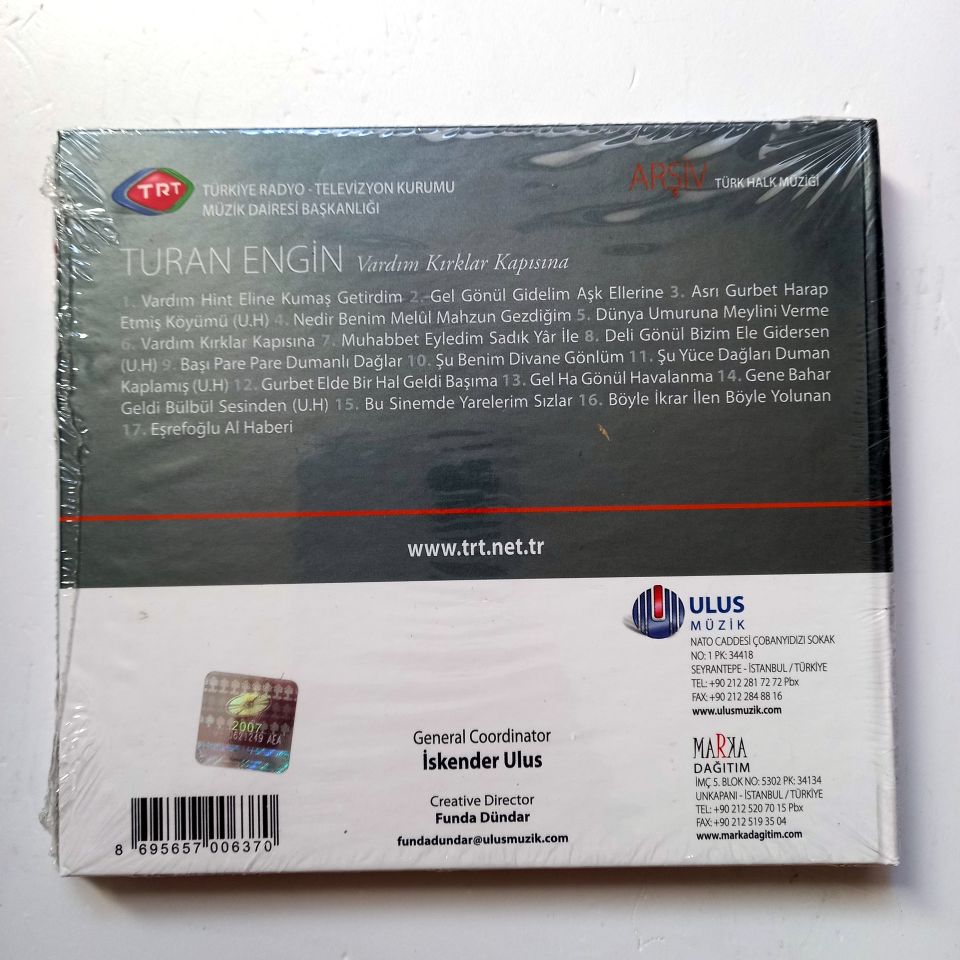 TRT
TÜRKİYE RADYO - TELEVİZYON KURUMU
MÜZİK DAİRESİ BAŞKANLIĞI
ARŞİV TÜRK HALK MÜZİĞİ
TURAN ENGİN Vardım Kırklar Kapısına
1. Vardım Hint Eline Kumaş Getirdim 2. Gel Gönül Gidelim Aşk Ellerine 3. Asrı Gurbet Harap
Etmiş Köyümü (U.H) 4. Nedir Benim Melûl Mahzun Gezdiğim 5. Dünya Umuruna Meylini Verme
6. Vardım Kırklar Kapısına 7. Muhabbet Eyledim Sadık Yâr İle 8. Deli Gönül Bizim Ele Gidersen
(U.H) 9. Başı Pare Pare Dumanlı Dağlar 10. Şu Benim Divane Gönlüm 11. Şu Yüce Dağları Duman
Kaplamış (U.H) 12. Gurbet Elde Bir Hal Geldi Başıma 13. Gel Ha Gönül Havalanma 14. Gene Bahar
Geldi Bülbül Sesinden (U.H) 15. Bu Sinemde Yarelerim Sızlar 16. Böyle İkrar İlen Böyle Yolunan
17. Eşrefoğlu Al Haberi
www.trt.net.tr
ULUS
MÜZİK
NATO CADDESİ ÇOBANYIDIZI SOKAK
NO: 1 PK: 34418
SEYRANTEPE - İSTANBUL / TÜRKİYE
TEL: +90 212 281 72 72 Pbx
FAX: +90 212 284 88 16
www.ulusmuzik.com
MARKA
DAĞITIM
İMÇ 5. BLOK NO: 5302 PK: 34134
UNKAPANI - İSTANBUL / TÜRKİYE
TEL: +90 212 520 70 15 Pbx
FAX: +90 212 519 35 04
www.markadagitim.com
General Coordinator
İskender Ulus
Creative Director
Funda Dündar
fundadundar@ulusmuzik.com
2007
8 695657 006370